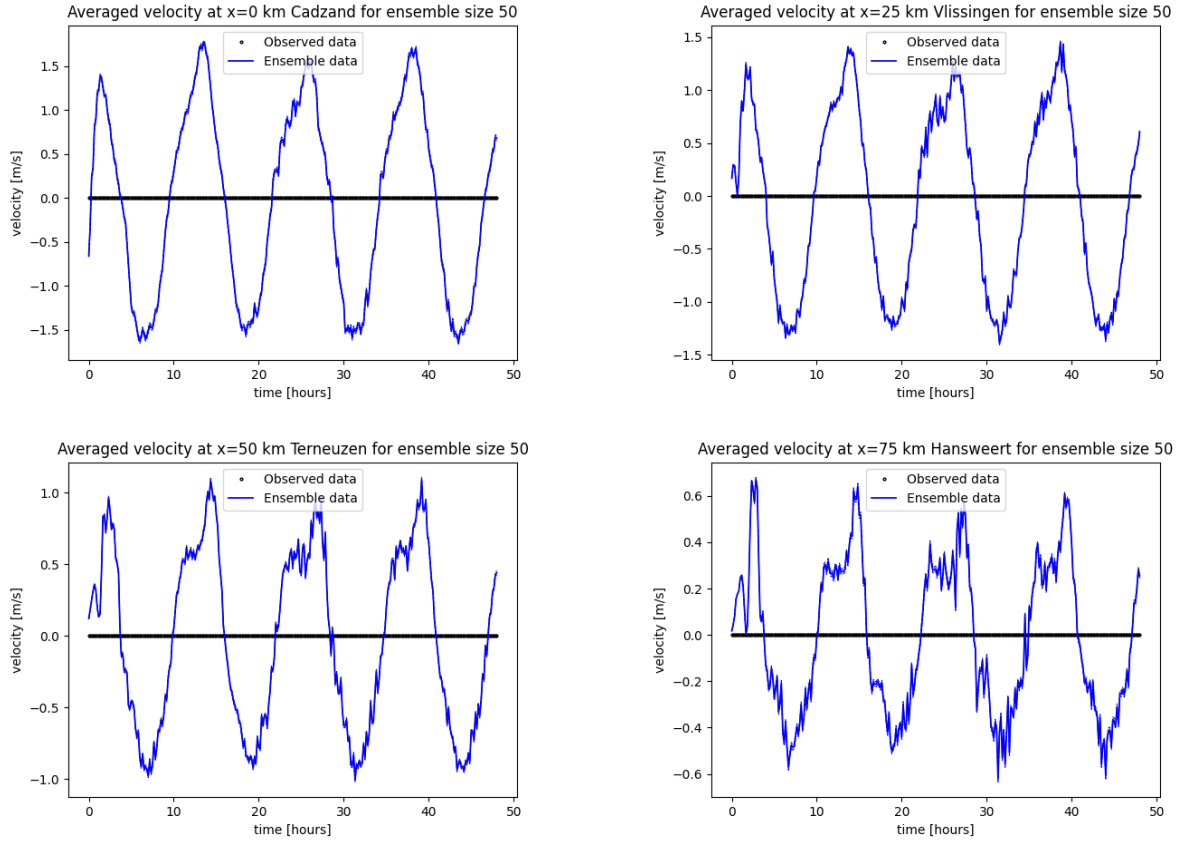 Averaged velocity at x=0 km Cadzand for ensemble size 50
Observed data
Ensemble data
velocity [m/s]
1.5
1.0
0.5
0.0
−0.5
−1.0
−1.5
0 10 20 30 40 50
time [hours]
Averaged velocity at x=25 km Vlissingen for ensemble size 50
Observed data
Ensemble data
velocity [m/s]
1.5
1.0
0.5
0.0
−0.5
−1.0
−1.5
0 10 20 30 40 50
time [hours]
Averaged velocity at x=50 km Terneuzen for ensemble size 50
Observed data
Ensemble data
velocity [m/s]
1.0
0.5
0.0
−0.5
−1.0
0 10 20 30 40 50
time [hours]
Averaged velocity at x=75 km Hansweert for ensemble size 50
Observed data
Ensemble data
velocity [m/s]
0.6
0.4
0.2
0.0
−0.2
−0.4
−0.6
0 10 20 30 40 50
time [hours]